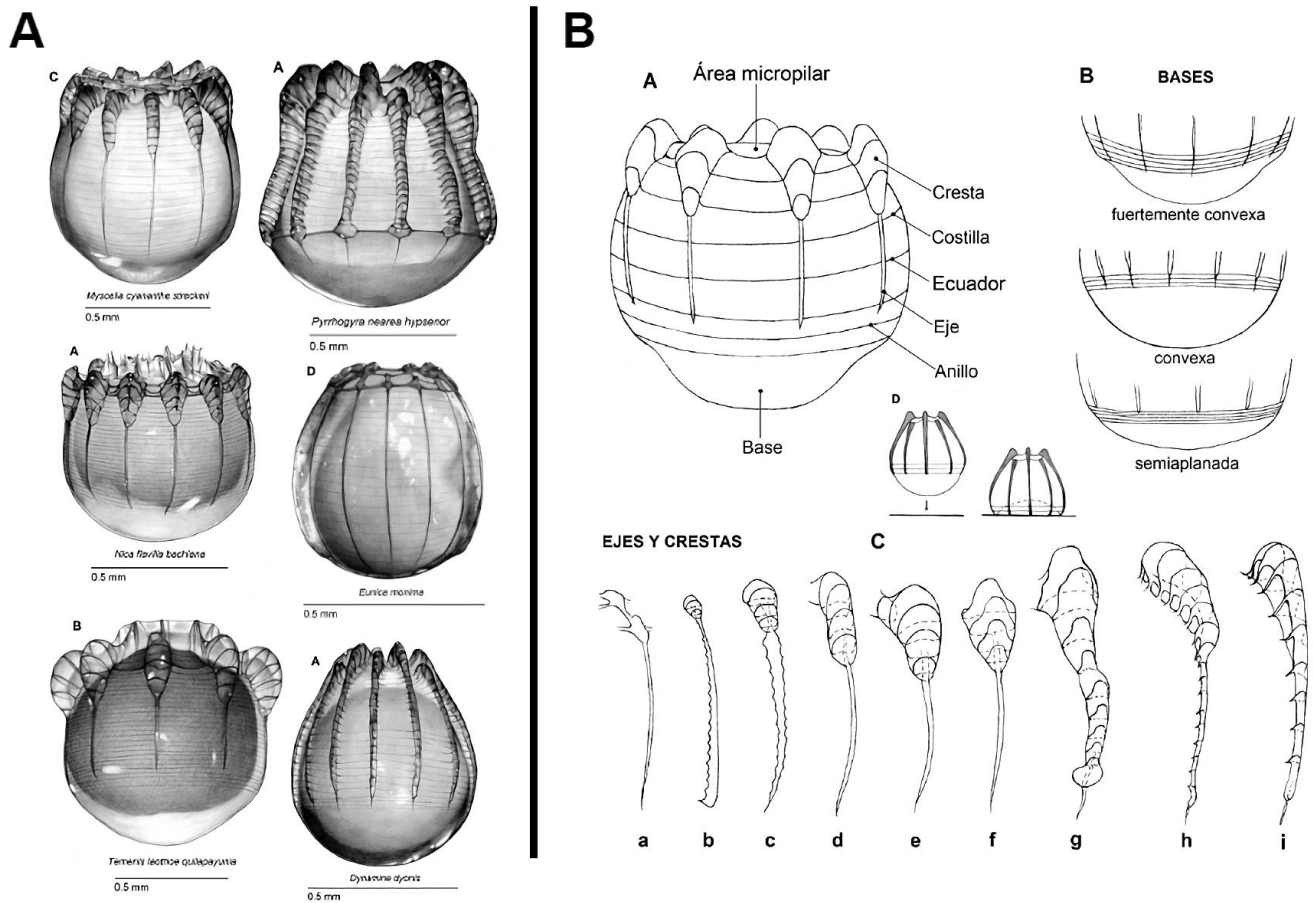 A
C
Myscelia cyananthe streckeri
0.5 mm
A
Pyrrhogyra nearea hypsenor
0.5 mm
A
Nica flavilla bachiana
0.5 mm
D
Eunica monima
0.5 mm
B
Temenis laothoe quilapayunia
0.5 mm
A
Dynamine dyonis
0.5 mm
B
A
Área micropilar
Cresta
Costilla
Ecuador
Eje
Anillo
Base
B
BASES
fuertemente convexa
convexa
semiaplanada
D
EJES Y CRESTAS
C
a
b
c
d
e
f
g
h
i